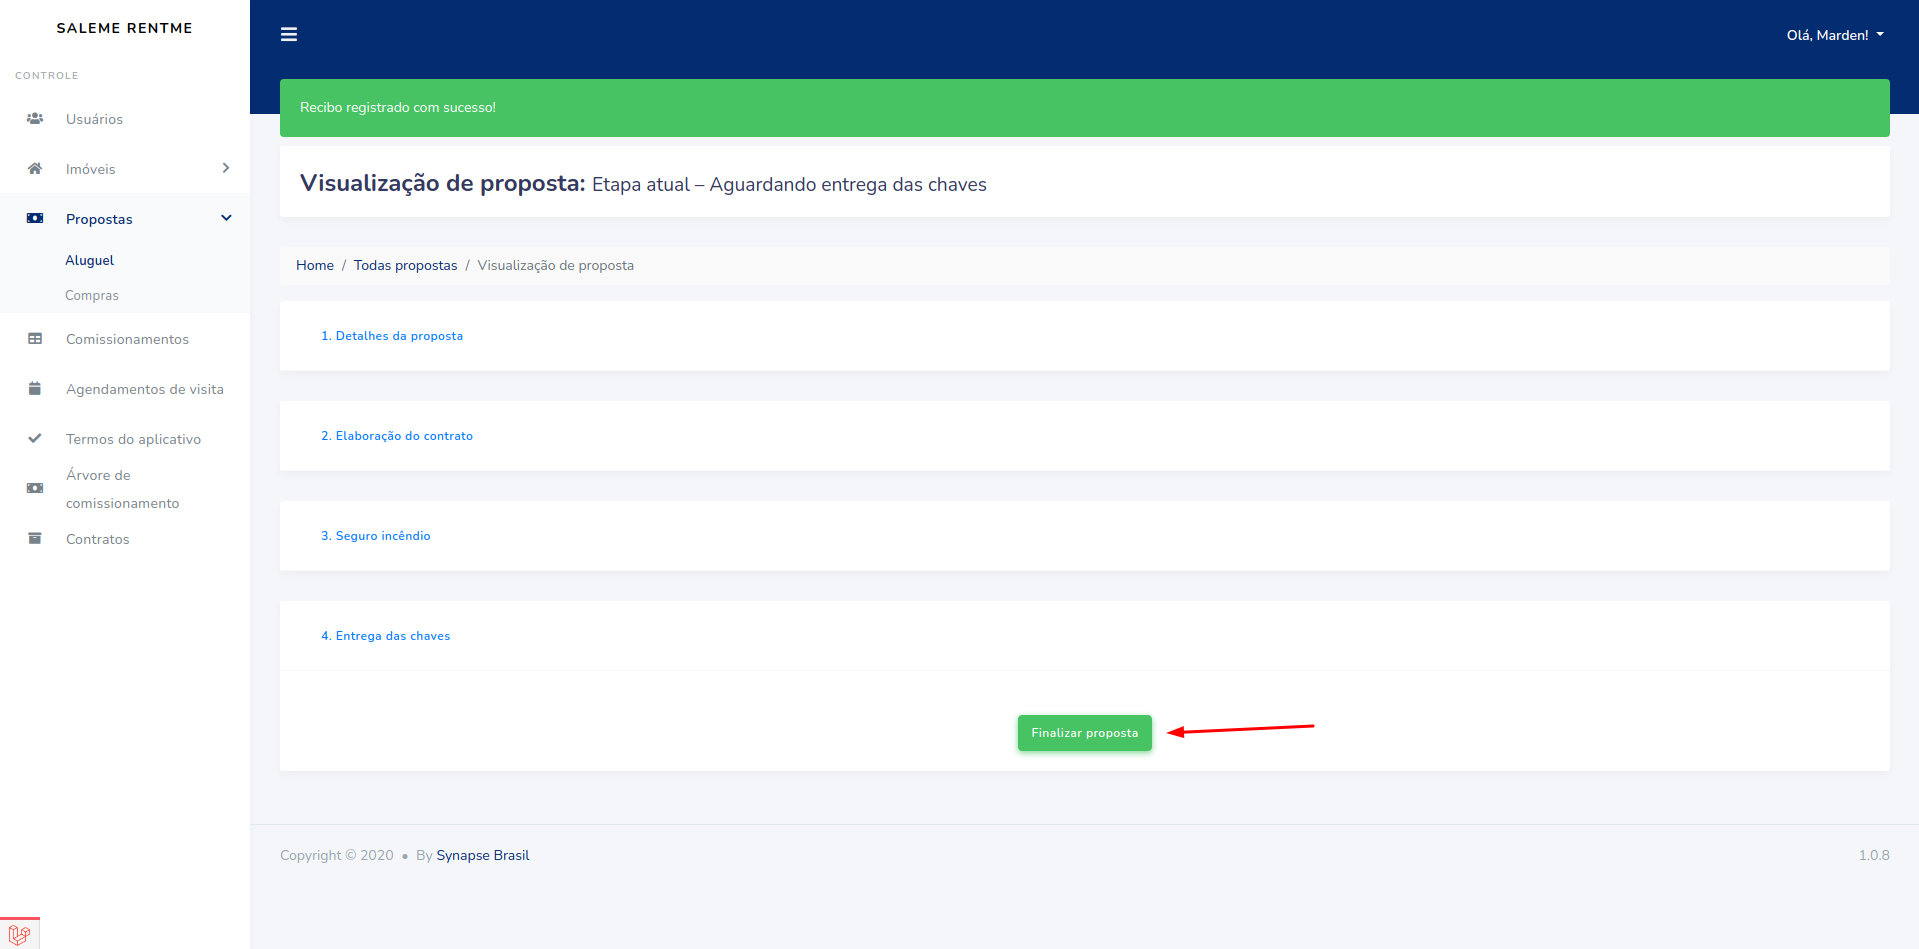 SALEME RENTME
CONTROLE
Usuários
Imóveis
Propostas
Aluguel
Compras
Comissionamentos
Agendamentos de visita
Termos do aplicativo
Árvore de
comissionamento
Contratos
Olá, Marden!
Recibo registrado com sucesso!
Visualização de proposta: Etapa atual – Aguardando entrega das chaves
Home / Todas propostas / Visualização de proposta
1. Detalhes da proposta
2. Elaboração do contrato
3. Seguro incêndio
4. Entrega das chaves
Finalizar proposta
Copyright © 2020 • By Synapse Brasil
1.0.8